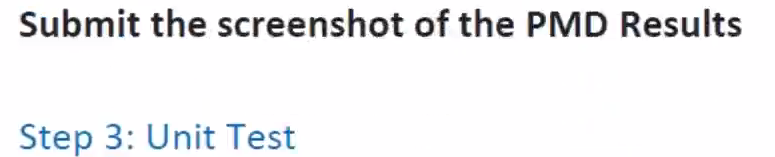 Submit the screenshot of the PMD Results
Step 3: Unit Test